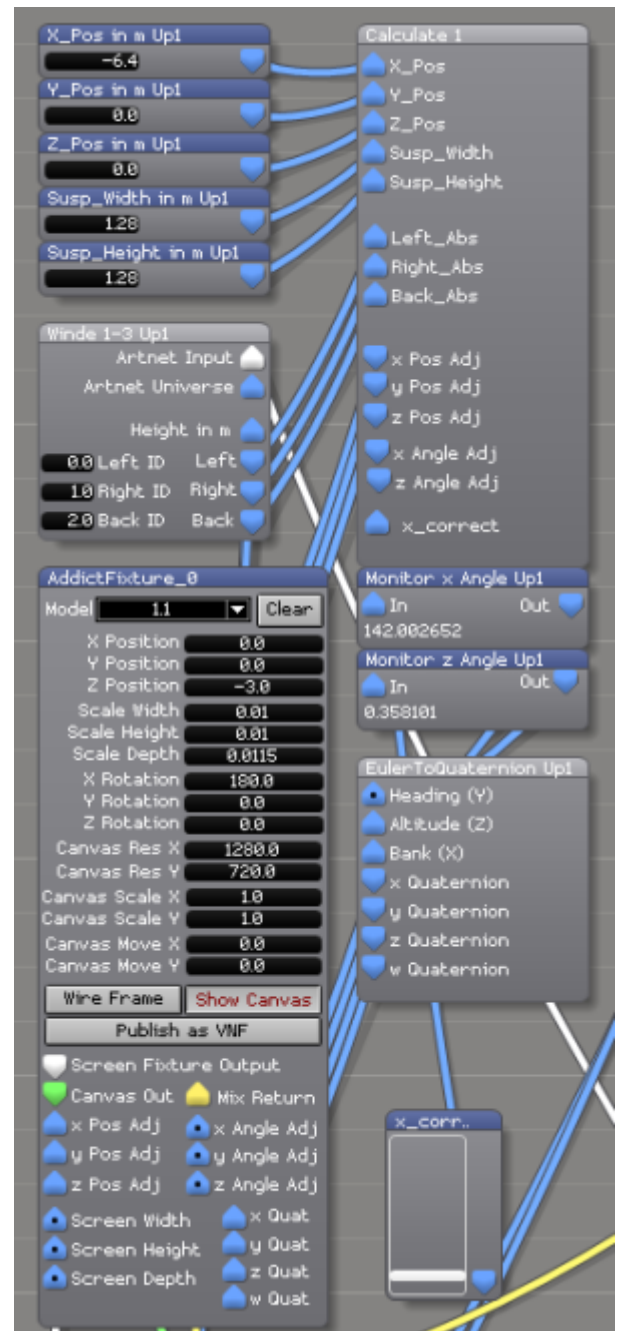 X_Pos in m Up1
-6.4
Y_Pos in m Up1
0.0
Z_Pos in m Up1
0.0
Susp_Width in m Up1
1.28
Susp_Height in m Up1
1.28
Calculate 1
X_Pos
Y_Pos
Z_Pos
Susp_Width
Susp_Height
Left_Abs
Right_Abs
Back_Abs
x Pos Adj
y Pos Adj
z Pos Adj
x Angle Adj
z Angle Adj
x_correct
Winde 1-3 Up1
Artnet Input
Artnet Universe
Height in m
0.0 Left ID Left
1.0 Right ID Right
2.0 Back ID Back
AddictFixture_0
Model 1.1 Clear
X Position 0.0
Y Position 0.0
Z Position -3.0
Scale Width 0.01
Scale Height 0.01
Scale Depth 0.0115
X Rotation 180.0
Y Rotation 0.0
Z Rotation 0.0
Canvas Res X 1280.0
Canvas Res Y 720.0
Canvas Scale X 1.0
Canvas Scale Y 1.0
Canvas Move X 0.0
Canvas Move Y 0.0
Wire Frame Show Canvas
Publish as VNF
Screen Fixture Output
Canvas Out Mix Return
x Pos Adj x Angle Adj
y Pos Adj y Angle Adj
z Pos Adj z Angle Adj
Screen Width x Quat
Screen Height y Quat
Screen Depth z Quat
w Quat
Monitor x Angle Up1
In Out
142.002652
Monitor z Angle Up1
In Out
0.358101
EulerToQuaternion Up1
Heading (Y)
Altitude (Z)
Bank (X)
x Quaternion
y Quaternion
z Quaternion
w Quaternion
x_corr..